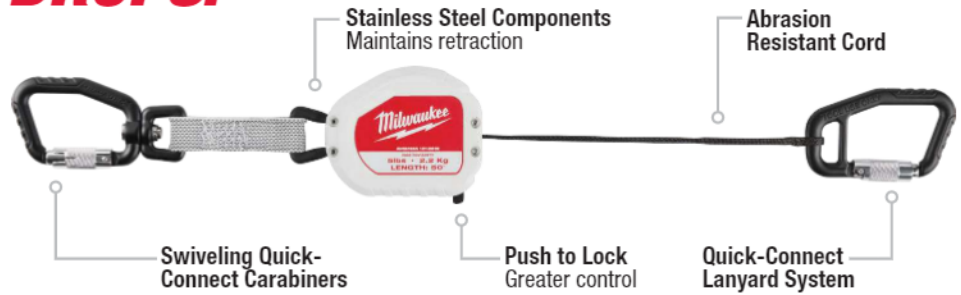 Stainless Steel Components
Maintains retraction
Abrasion
Resistant Cord
Milwaukee
5lbs • 2.2 Kg
LENGTH: 50"
Swiveling Quick-
Connect Carabiners
Push to Lock
Greater control
Quick-Connect
Lanyard System